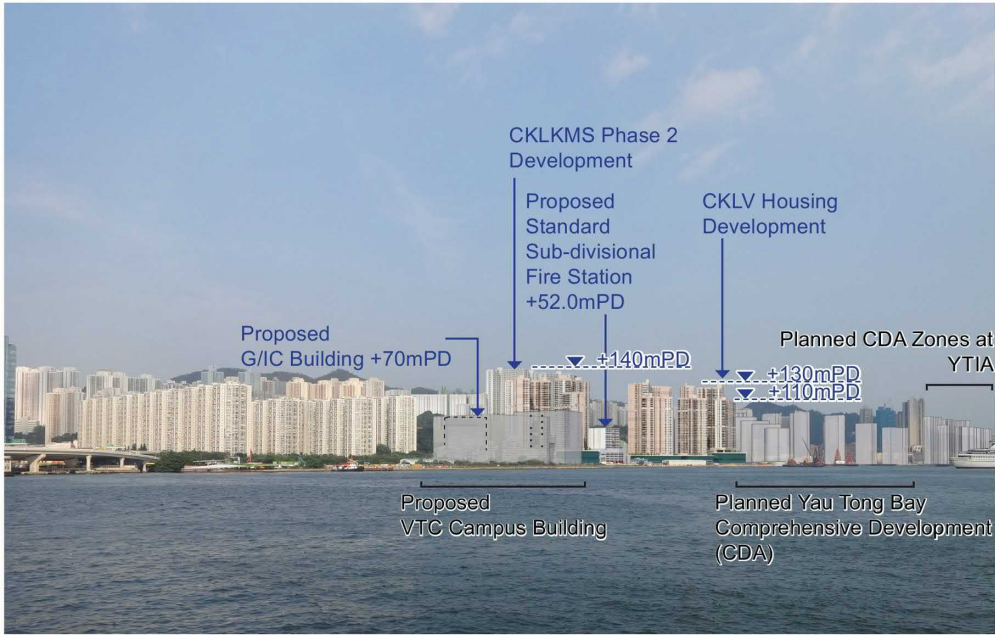 CKLKMS Phase 2
Development
Proposed
Standard
Sub-divisional
Fire Station
+52.0mPD
CKLV Housing
Development
Proposed
G/IC Building +70mPD
+140mPD
Planned CDA Zones at
YTIA
+130mPD
+110mPD
Proposed
VTC Campus Building
Planned Yau Tong Bay
Comprehensive Development
(CDA)